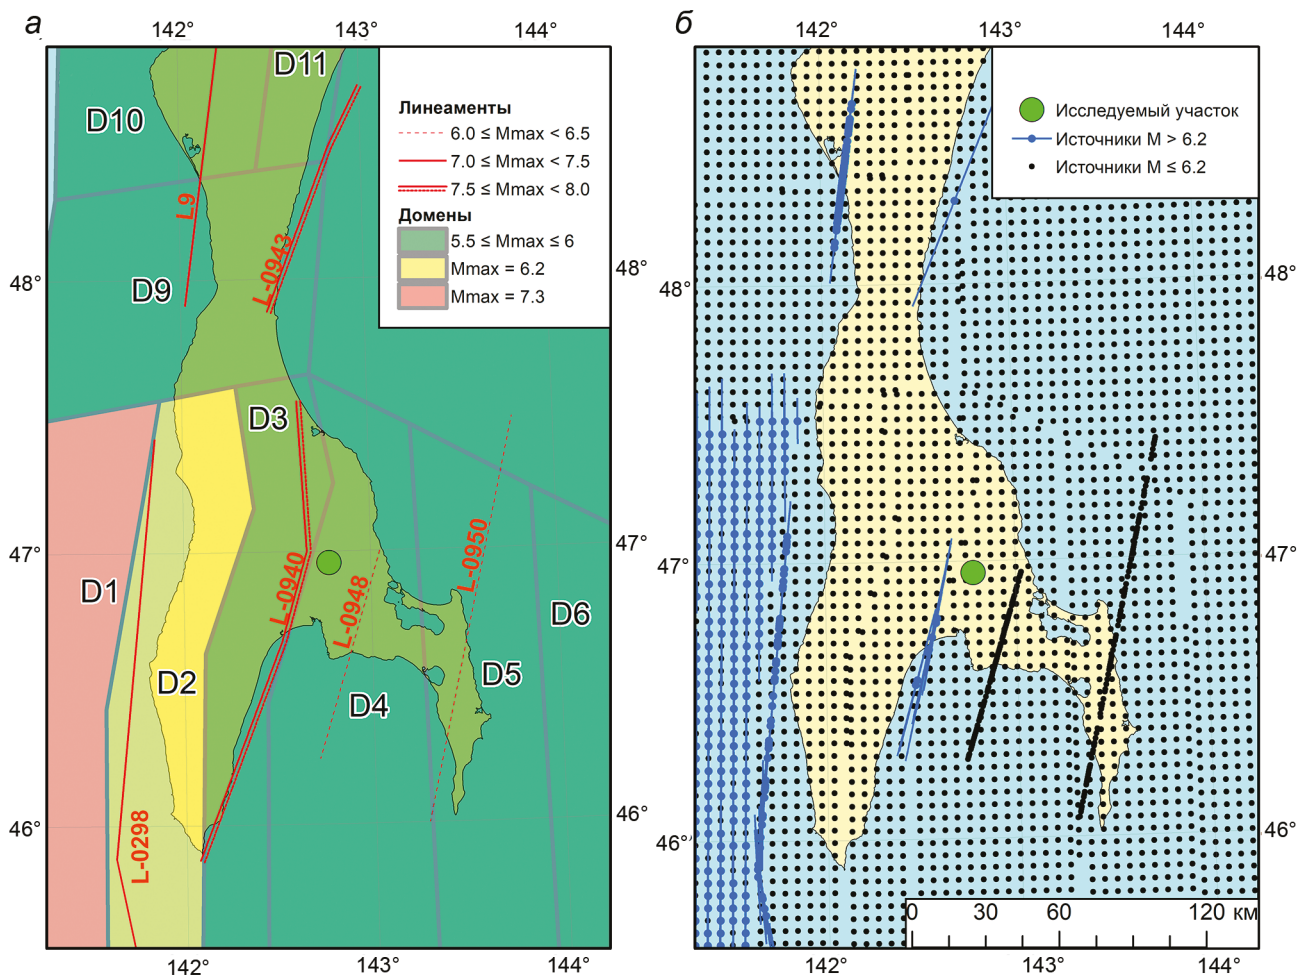 а
142°
143°
144°
D11
D10
Линеаменты
6.0 ≤ Mmax < 6.5
7.0 ≤ Mmax < 7.5
7.5 ≤ Mmax < 8.0
Домены
5.5 ≤ Mmax ≤ 6
Mmax = 6.2
Mmax = 7.3
L9
L-0943
D9
48°
48°
D3
47°
47°
L-0950
L-0940
L-0948
D1
D6
D2
D5
D4
46°
46°
L-0298
142°
143°
144°
б
142°
143°
144°
Исследуемый участок
Источники M > 6.2
Источники M ≤ 6.2
48°
48°
47°
47°
46°
46°
0 30 60 120 км
142°
143°
144°